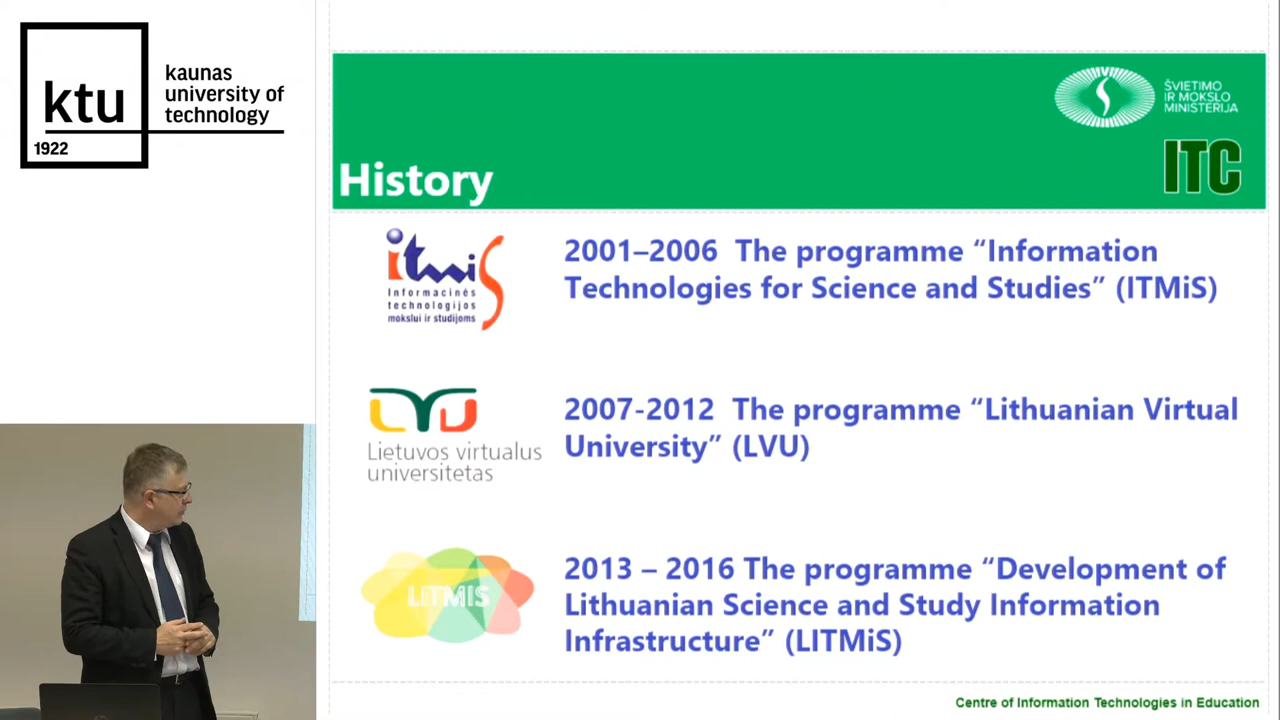 ktu
1922
kaunas
university of
technology
ŠVIETIMO
IR MOKSLO
MINISTERIJA
ITC
History
itmiS
Informacinės
technologijos
mokslui ir studijoms
2001–2006 The programme “Information
Technologies for Science and Studies” (ITMiS)
LVU
Lietuvos virtualus
universitetas
2007-2012 The programme “Lithuanian Virtual
University” (LVU)
LITMIS
2013 – 2016 The programme “Development of
Lithuanian Science and Study Information
Infrastructure” (LITMiS)
Centre of Information Technologies in Education